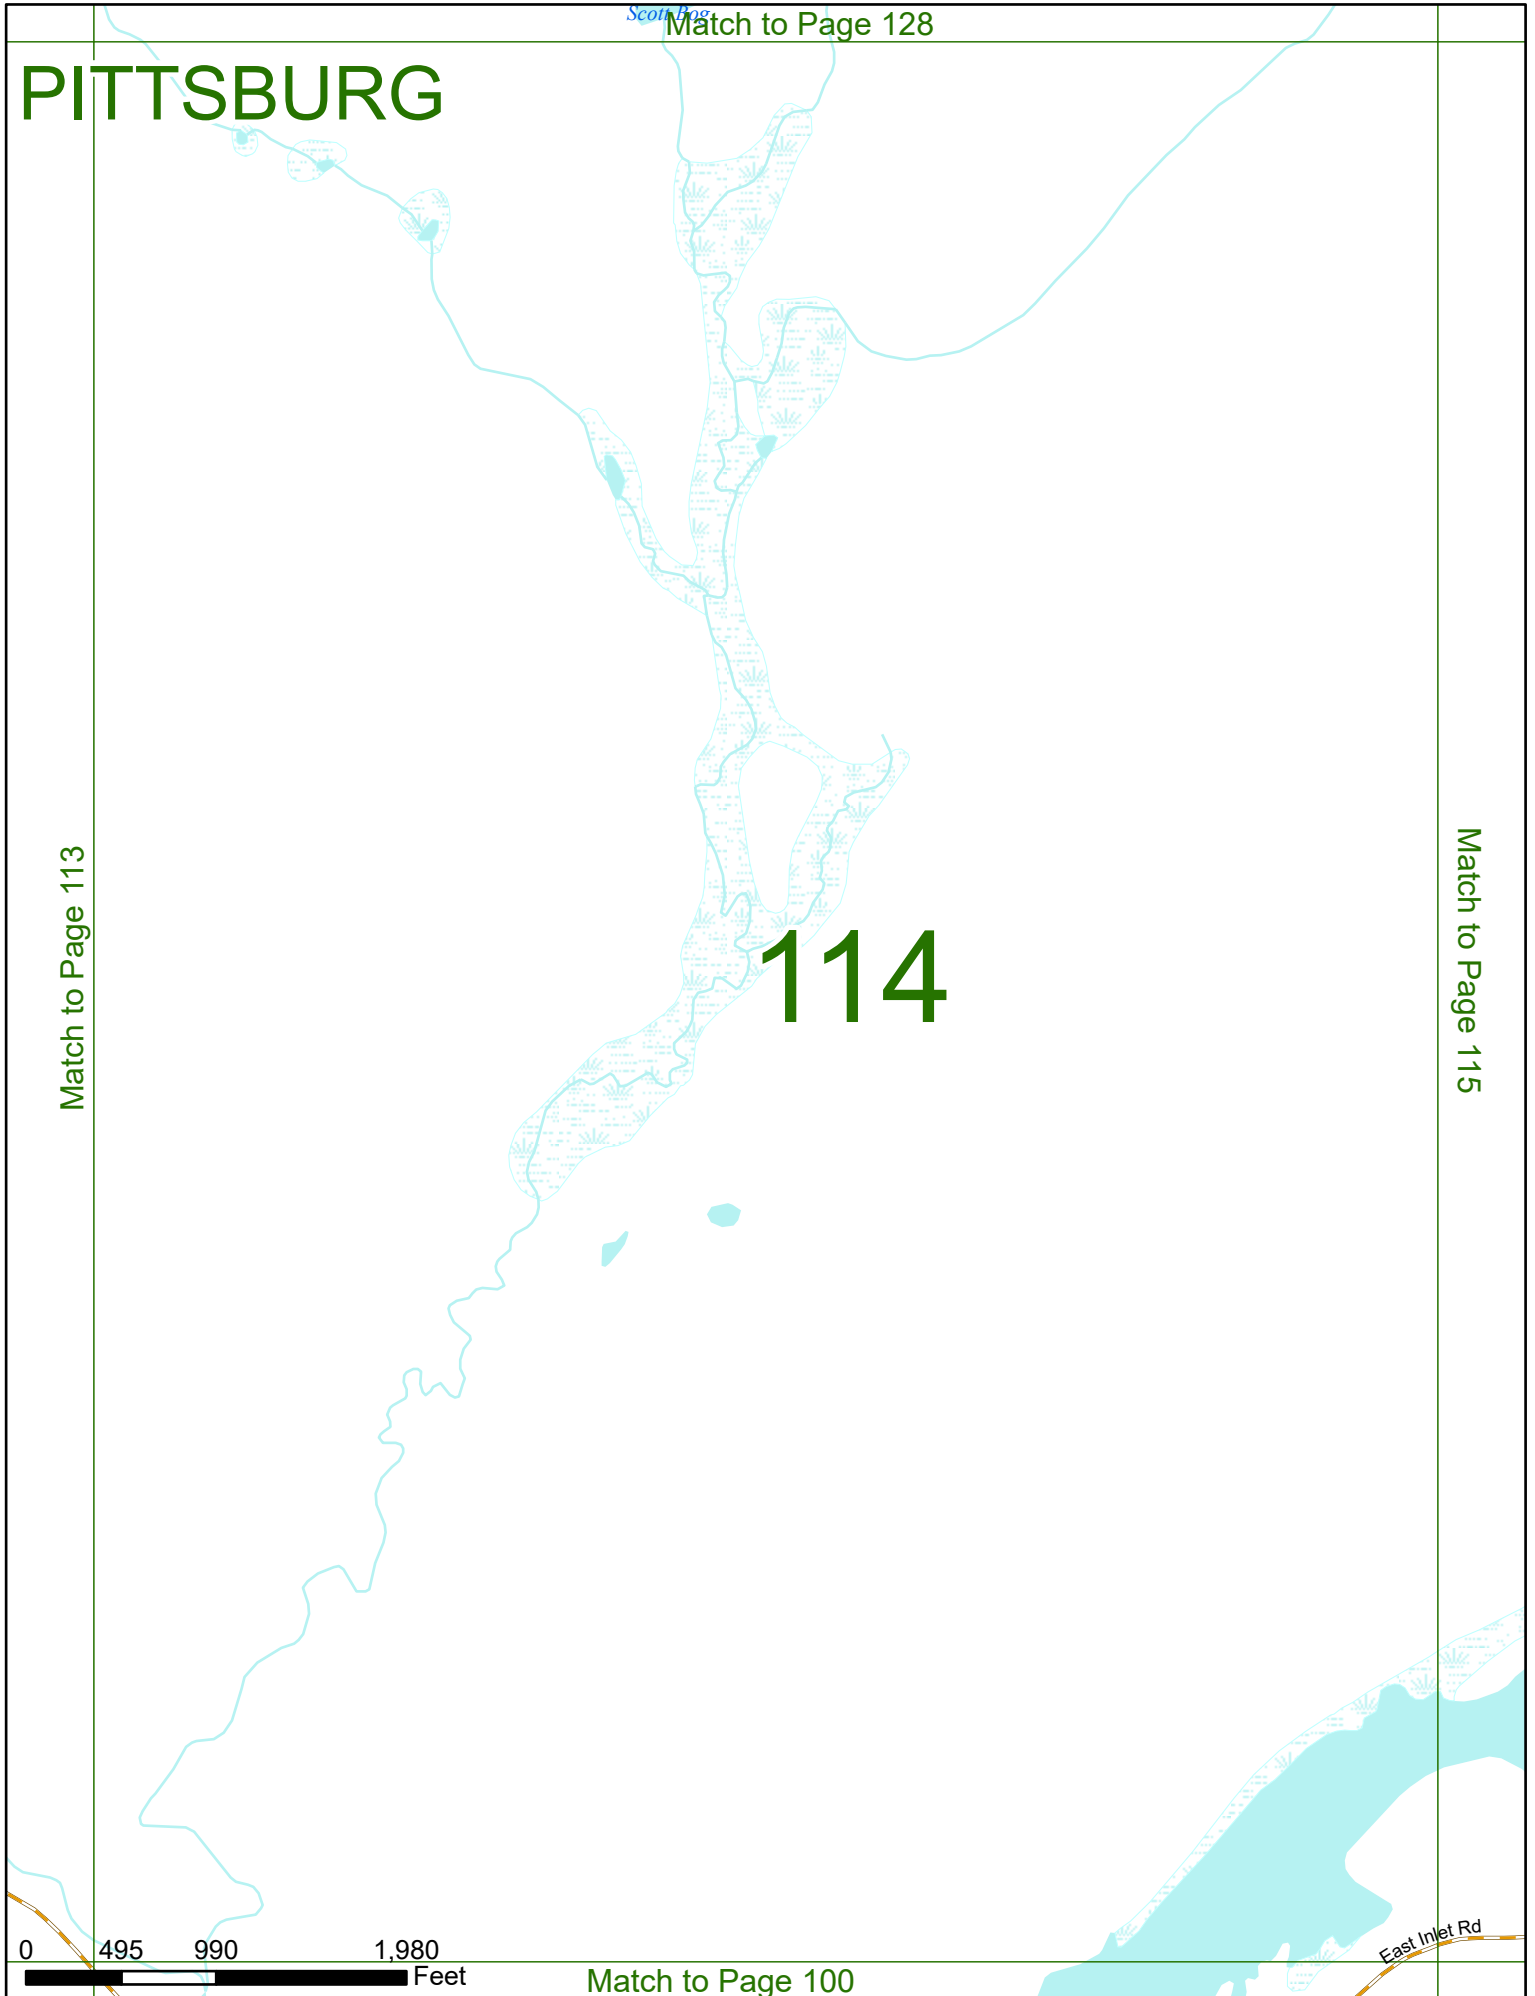 Scott Bog
Match to Page 128
PITTSBURG
Match to Page 113
114
Match to Page 115
East Inlet Rd
0 495 990 1,980
Feet
Match to Page 100